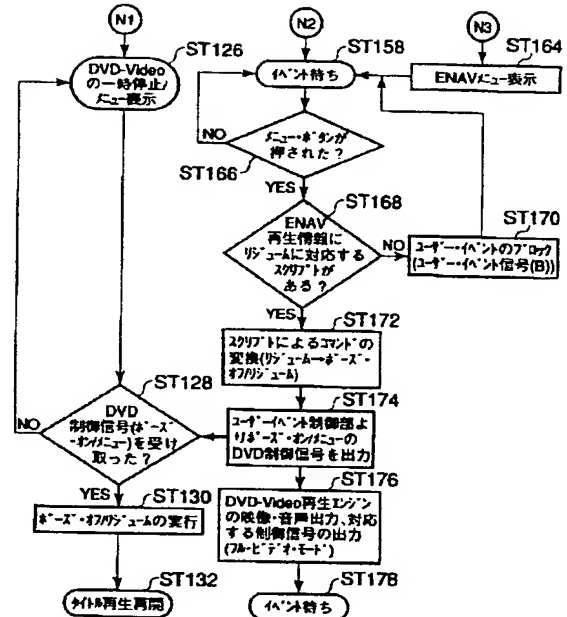 N1
N2
N3
ST126
DVD-Video
の一時停止/
メニュー表示
ST158
イベント待ち
ST164
ENAVメニュー表示
NO
メニュー・ボタンが
押された？
ST166
YES
ST168
ENAV
再生情報に
リジュームに対応する
スクリプトが
ある？
NO
ST170
ユーザー・イベントのブロック
(ユーザー・イベント信号(B))
YES
ST172
スクリプトによるコマンドの
変換(リジューム→ポーズ・
オフ/リジューム)
ST128
DVD
制御信号(ポーズ
・オン/メニュー)を受け
取った？
NO
ST174
ユーザーイベント制御部よ
りポーズ・オン/メニューの
DVD制御信号を出力
YES
ST130
ポーズ・オフ/リジュームの実行
ST176
DVD-Video再生エンジン
の映像・音声出力、対応
する制御信号の出力
(フル・ビデオ・モード)
ST132
タイトル再生再開
ST178
イベント待ち